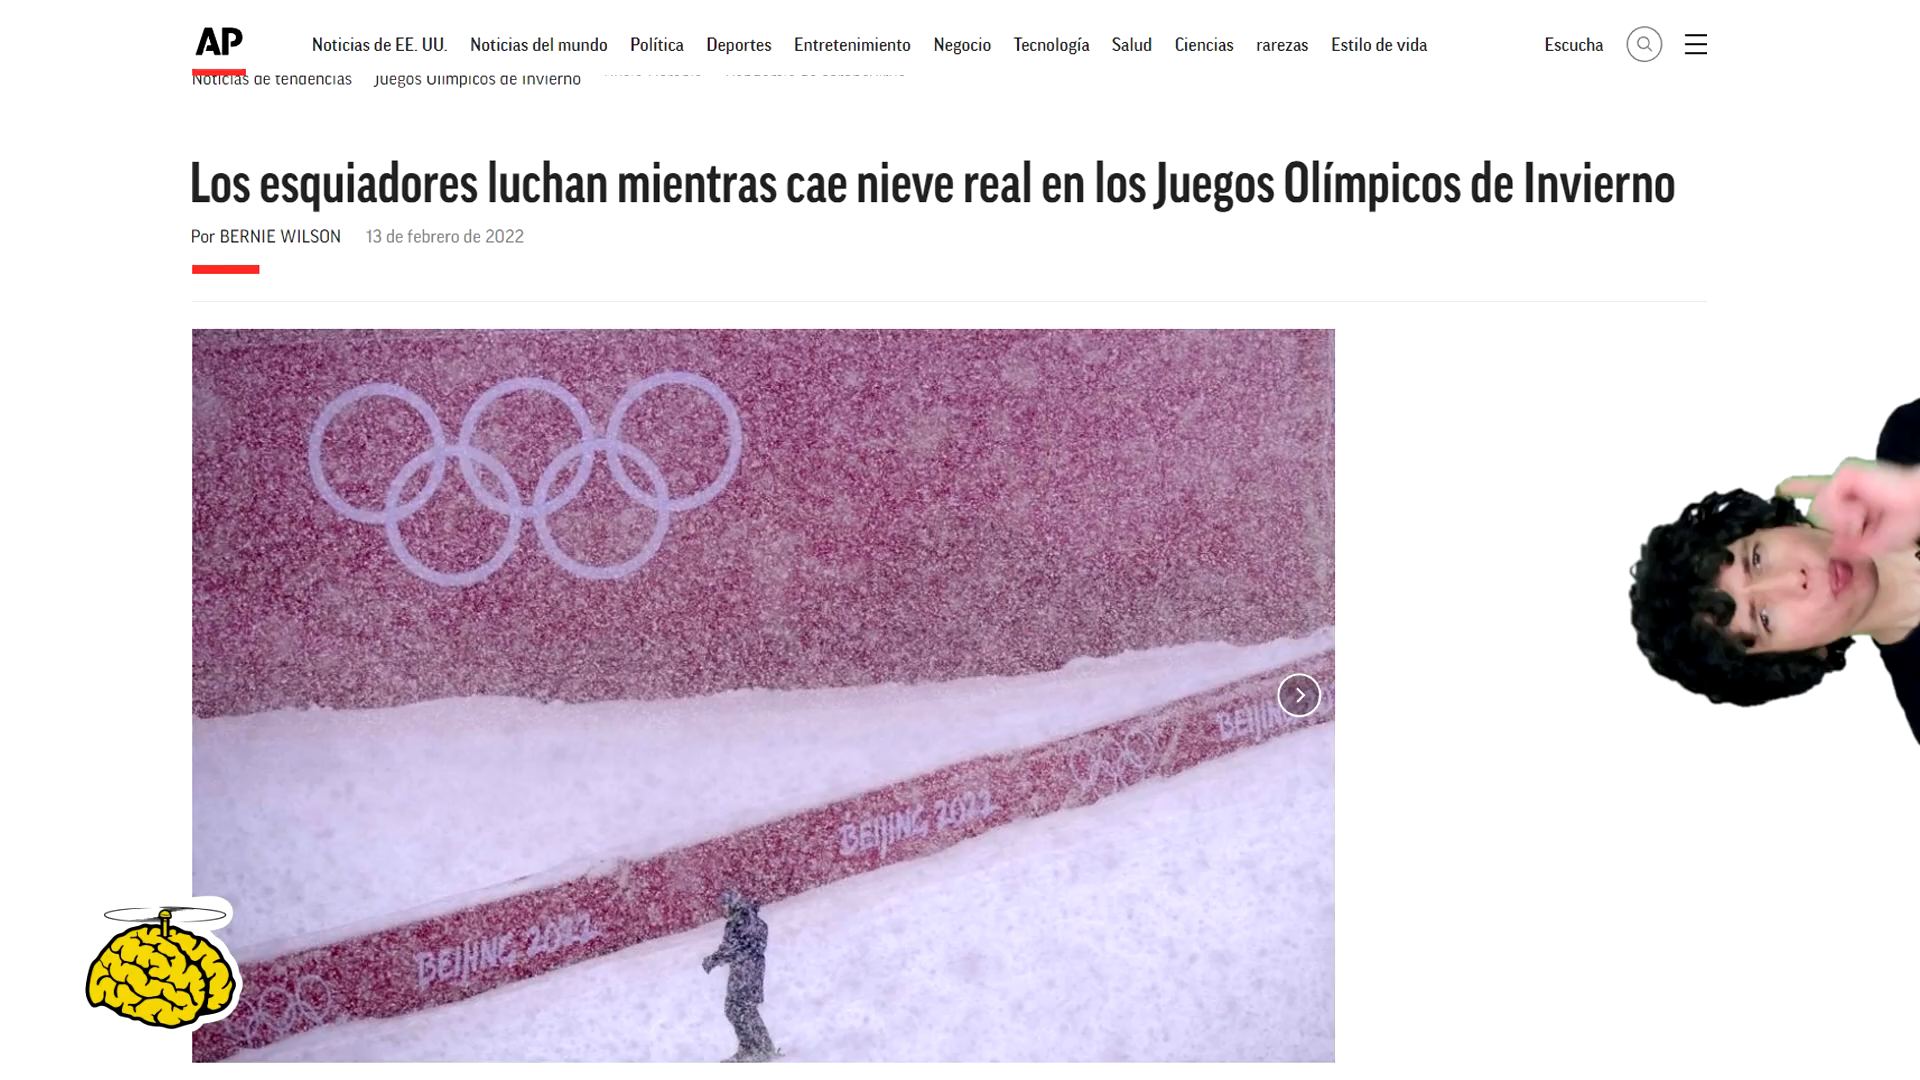 AP
Noticias de EE. UU. Noticias del mundo Política Deportes Entretenimiento Negocio Tecnología Salud Ciencias rarezas Estilo de vida Escucha
Noticias de tendencias Juegos Olímpicos de Invierno
Los esquiadores luchan mientras cae nieve real en los Juegos Olímpicos de Invierno
Por BERNIE WILSON 13 de febrero de 2022
BEIJING
BEIJING 2022
BEIJING 2022